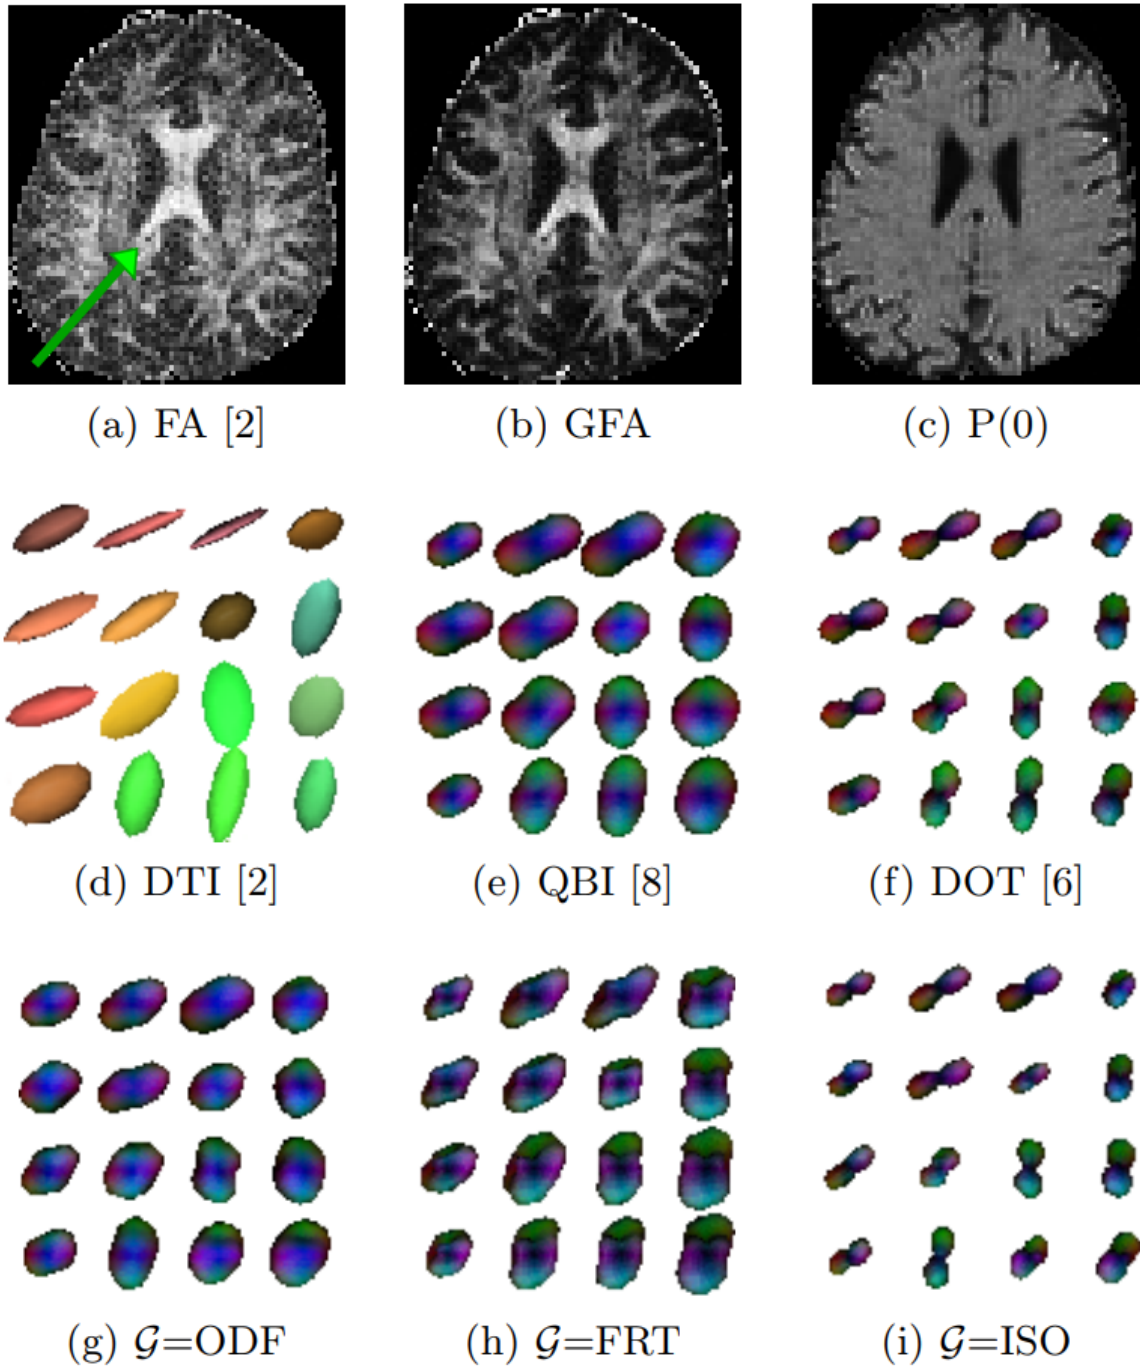 (a) FA [2]
(b) GFA
(c) P(0)
(d) DTI [2]
(e) QBI [8]
(f) DOT [6]
(g) 𝒢=ODF
(h) 𝒢=FRT
(i) 𝒢=ISO